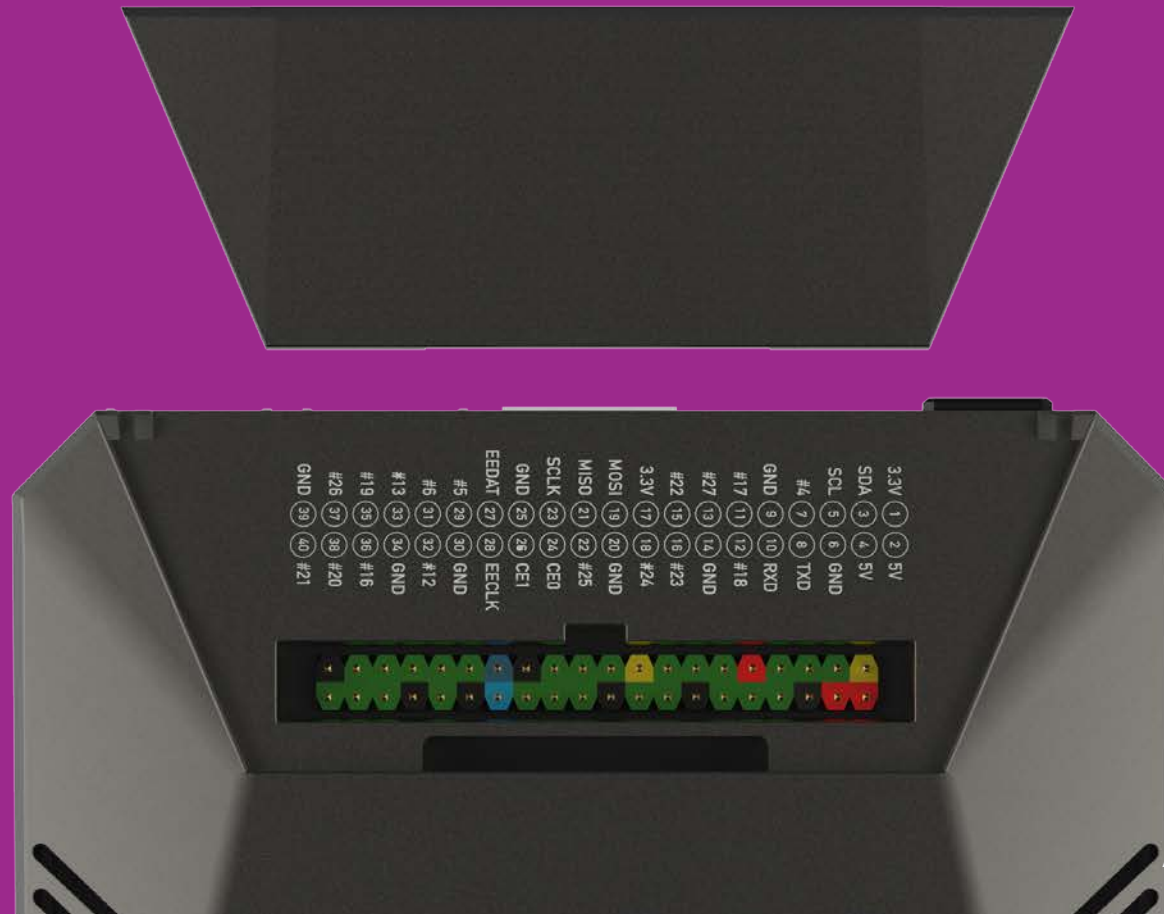 3.3V 1 2 5V
SDA 3 4 5V
SCL 5 6 GND
#4 7 8 TXD
GND 9 10 RXD
#17 11 12 #18
#27 13 14 GND
#22 15 16 #23
3.3V 17 18 #24
MOSI 19 20 GND
MISO 21 22 #25
SCLK 23 24 CE0
GND 25 26 CE1
EEDAT 27 28 EECLK
#5 29 30 GND
#6 31 32 #12
#13 33 34 GND
#19 35 36 #16
#26 37 38 #20
GND 39 40 #21